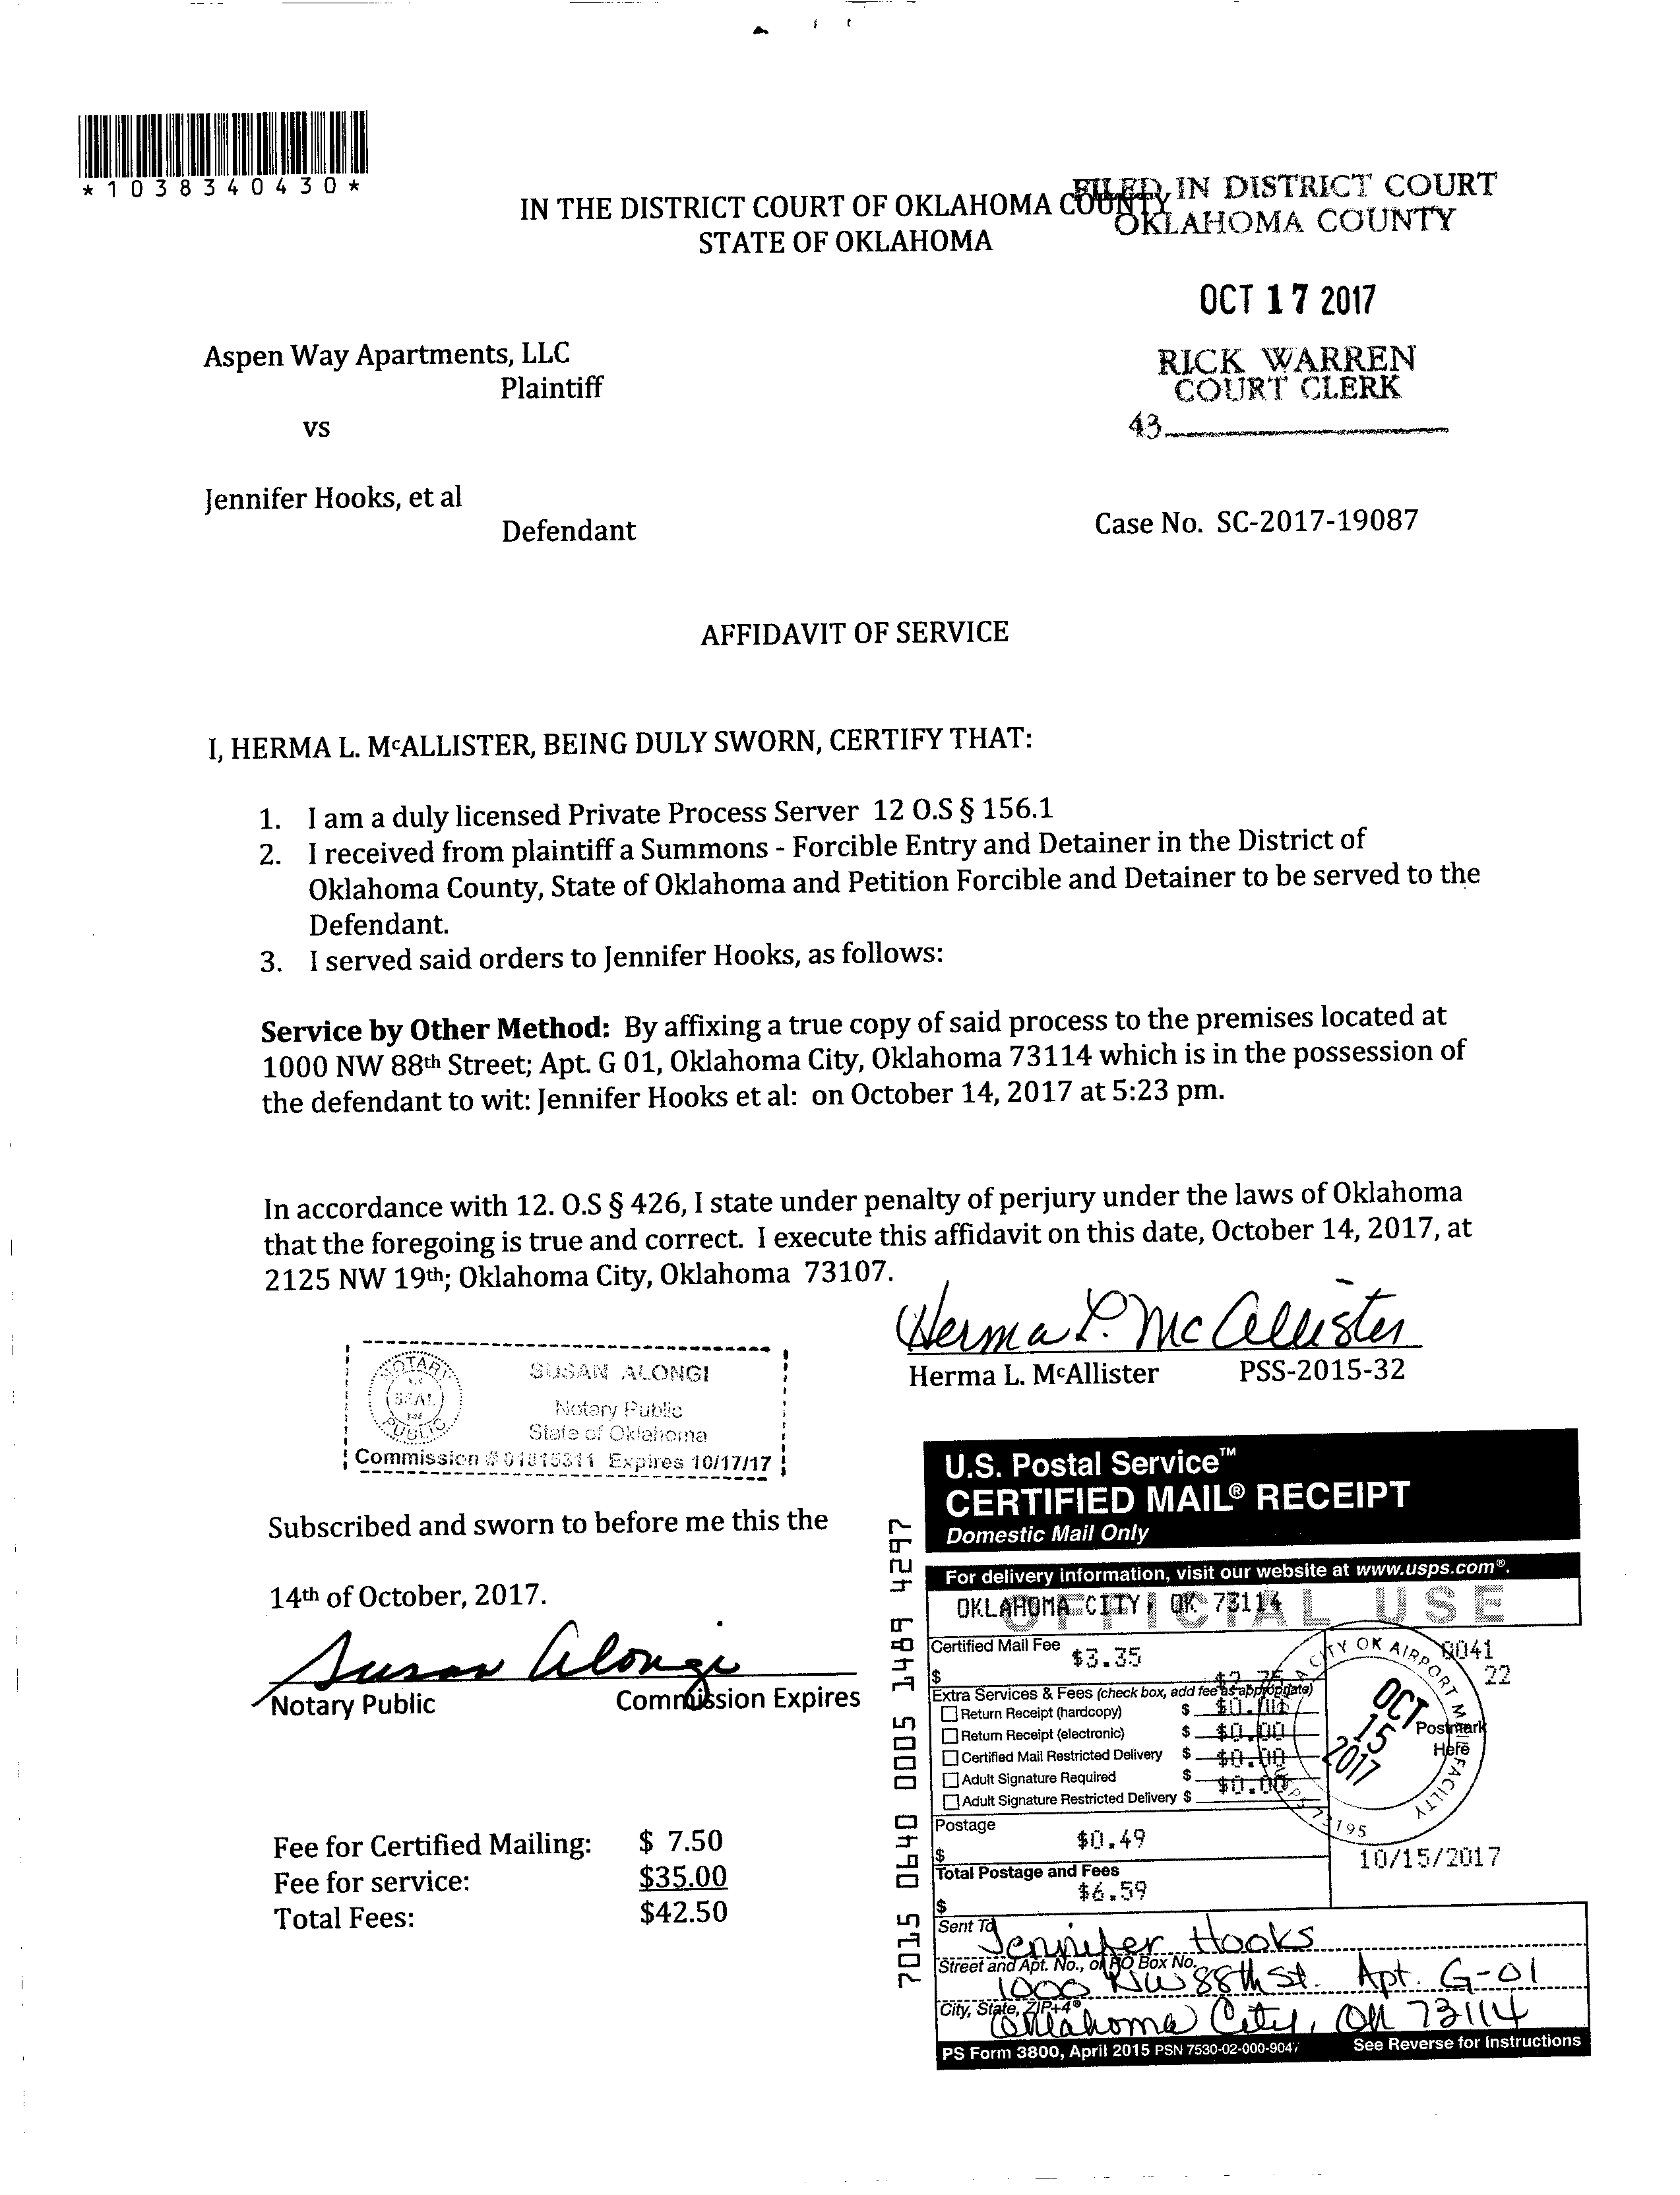 *1038340430*
IN THE DISTRICT COURT OF OKLAHOMA COUNTY
STATE OF OKLAHOMA
FILED IN DISTRICT COURT
OKLAHOMA COUNTY
OCT 17 2017
RICK WARREN
COURT CLERK
43
Aspen Way Apartments, LLC
Plaintiff
vs
Jennifer Hooks, et al
Defendant
Case No. SC-2017-19087
AFFIDAVIT OF SERVICE
I, HERMA L. McALLISTER, BEING DULY SWORN, CERTIFY THAT:
1. I am a duly licensed Private Process Server 12 O.S § 156.1
2. I received from plaintiff a Summons - Forcible Entry and Detainer in the District of
Oklahoma County, State of Oklahoma and Petition Forcible and Detainer to be served to the
Defendant.
3. I served said orders to Jennifer Hooks, as follows:
Service by Other Method: By affixing a true copy of said process to the premises located at
1000 NW 88th Street; Apt. G 01, Oklahoma City, Oklahoma 73114 which is in the possession of
the defendant to wit: Jennifer Hooks et al: on October 14, 2017 at 5:23 pm.
In accordance with 12. O.S § 426, I state under penalty of perjury under the laws of Oklahoma
that the foregoing is true and correct. I execute this affidavit on this date, October 14, 2017, at
2125 NW 19th; Oklahoma City, Oklahoma 73107.
Herma L. McAllister
Herma L. McAllister PSS-2015-32
NOTARY
SEAL
PUBLIC
SUSAN ALONGI
Notary Public
State of Oklahoma
Commission # 01015311 Expires 10/17/17
Subscribed and sworn to before me this the
14th of October, 2017.
Susan Alongi
Notary Public Commission Expires
Fee for Certified Mailing: $ 7.50
Fee for service: $35.00
Total Fees: $42.50
7015 0640 0005 1489 4297
U.S. Postal Service™
CERTIFIED MAIL® RECEIPT
Domestic Mail Only
For delivery information, visit our website at www.usps.com®.
OFFICIAL USE
OKLAHOMA CITY, OK 73114
Certified Mail Fee $3.35
$ $2.75
Extra Services & Fees (check box, add fee as appropriate)
Return Receipt (hardcopy) $ $0.00
Return Receipt (electronic) $ $0.00
Certified Mail Restricted Delivery $ $0.00
Adult Signature Required $ $0.00
Adult Signature Restricted Delivery $
Postage
$ $0.49
Total Postage and Fees
$ $6.59
0041
22
OCT
15
2017
Postmark
Here
10/15/2017
Sent To Jennifer Hooks
Street and Apt. No., or PO Box No. 1000 NW 88th St. Apt. G-01
City, State, ZIP+4® Oklahoma City, OK 73114
PS Form 3800, April 2015 PSN 7530-02-000-9047 See Reverse for Instructions